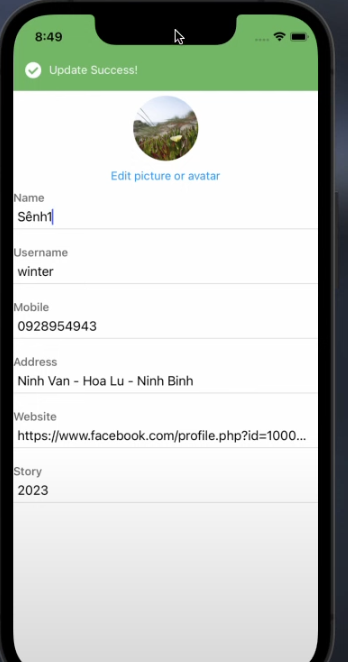 8:49
Update Success!
Edit picture or avatar
Name
Sênh1
Username
winter
Mobile
0928954943
Address
Ninh Van - Hoa Lu - Ninh Binh
Website
https://www.facebook.com/profile.php?id=1000...
Story
2023